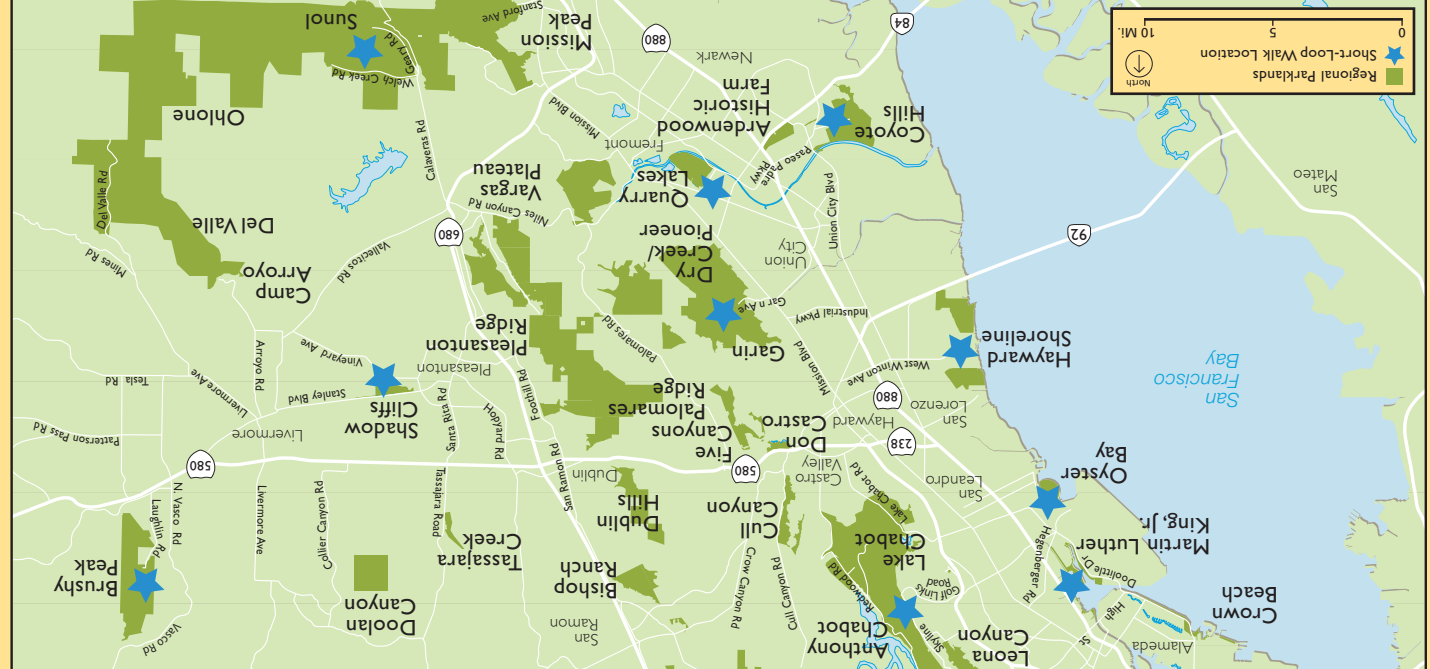 Alameda
St
High
Leona
Canyon
Skyline
Anthony
Chabot
San
Ramon
Vasco Rd
Crown
Beach
Doolittle Dr
Golf Links
Road
Redwood Rd
Cull Canyon Rd
Crow Canyon Rd
Bishop
Ranch
Doolan
Canyon
Brushy
Peak
Martin
Luther
King, Jr.
Hegenberger Rd
Lake
Chabot
Tassajara
Creek
Laughlin Rd
N. Vasco Rd
Livermore Ave
Collier Canyon Rd
Tassajara Road
Oyster
Bay
San
Leandro
Lake Chabot Rd
Castro
Valley
Cull
Canyon
Dublin
Hills
Dublin
San Ramon Rd
580
580
238
Don
Castro
Five
Canyons
Palomares
Ridge
Hopyard Rd
Santa Rita Rd
Livermore
Patterson Pass Rd
San
Lorenzo
Hayward
880
Foothill Rd
Shadow
Cliffs
Stanley Blvd
Livermore Ave
Tesla Rd
San
Francisco
Bay
Hayward
Shoreline
West Winton Ave
Mission Blvd
Garin
Palomares Rd
Pleasanton
Ridge
Pleasanton
Vineyard Ave
Arroyo Rd
Industrial Pkwy
Garin Ave
Dry
Creek/
Pioneer
Camp
Arroyo
Del Valle
Vallecitos Rd
Mines Rd
92
Union
City
680
Union City Blvd
Niles Canyon Rd
Del Valle Rd
San
Mateo
Quarry
Lakes
Vargas
Plateau
Paseo Padre
Pkwy
Fremont
Calaveras Rd
Coyote
Hills
Ardenwood
Historic
Farm
Mission Blvd
Ohlone
Regional Parklands
Short-Loop Walk Location
North
0
5
10 Mi.
Newark
84
880
Mission
Peak
Stanford Ave
Welch Creek Rd
Geary Rd
Sunol